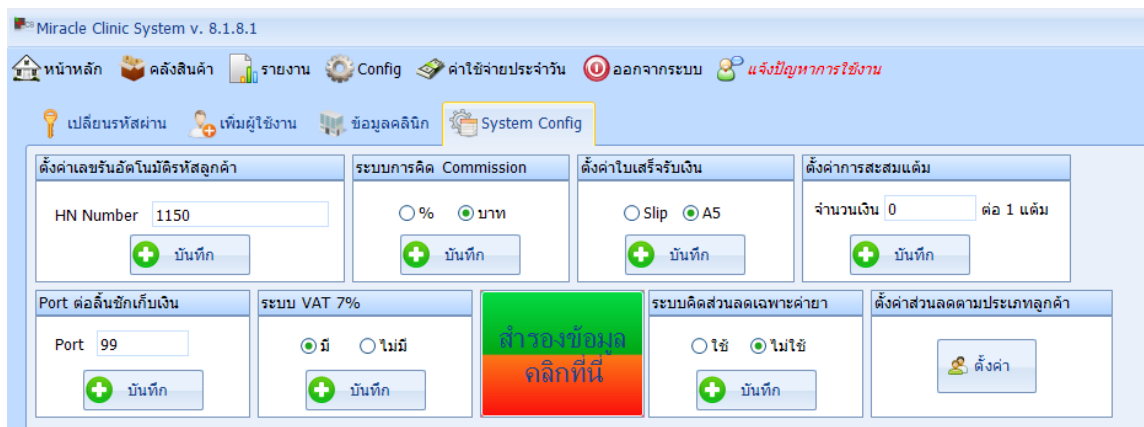 Miracle Clinic System v. 8.1.8.1
หน้าหลัก คลังสินค้า รายงาน Config ค่าใช้จ่ายประจำวัน ออกจากระบบ แจ้งปัญหาการใช้งาน
เปลี่ยนรหัสผ่าน เพิ่มผู้ใช้งาน ข้อมูลคลินิก System Config
ตั้งค่าเลขรันอัตโนมัติรหัสลูกค้า
HN Number 1150
บันทึก
ระบบการคิด Commission
% บาท
บันทึก
ตั้งค่าใบเสร็จรับเงิน
Slip A5
บันทึก
ตั้งค่าการสะสมแต้ม
จำนวนเงิน 0 ต่อ 1 แต้ม
บันทึก
Port ต่อลิ้นชักเก็บเงิน
Port 99
บันทึก
ระบบ VAT 7%
มี ไม่มี
บันทึก
สำรองข้อมูล
คลิกที่นี่
ระบบคิดส่วนลดเฉพาะค่ายา
ใช้ ไม่ใช้
บันทึก
ตั้งค่าส่วนลดตามประเภทลูกค้า
ตั้งค่า